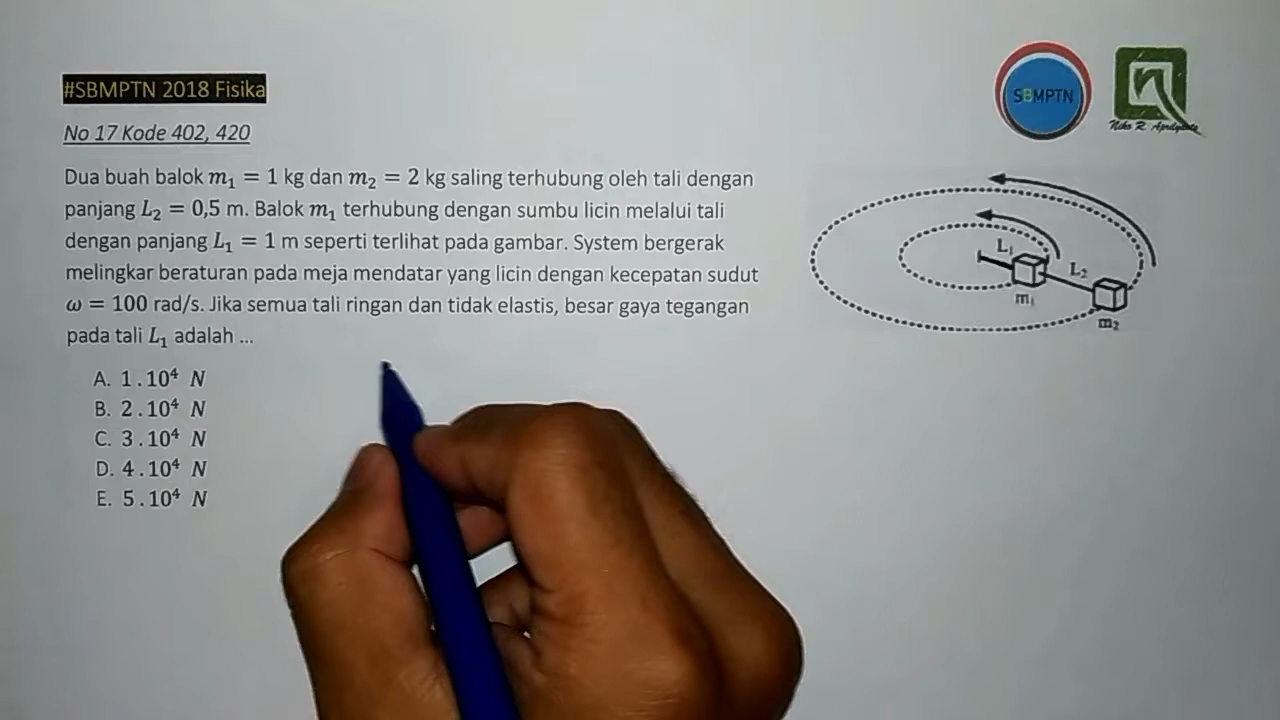 #SBMPTN 2018 Fisika
SBMPTN
Niko R. Apriyanto
No 17 Kode 402, 420
Dua buah balok m₁ = 1 kg dan m₂ = 2 kg saling terhubung oleh tali dengan
panjang L₂ = 0,5 m. Balok m₁ terhubung dengan sumbu licin melalui tali
dengan panjang L₁ = 1 m seperti terlihat pada gambar. System bergerak
melingkar beraturan pada meja mendatar yang licin dengan kecepatan sudut
ω = 100 rad/s. Jika semua tali ringan dan tidak elastis, besar gaya tegangan
pada tali L₁ adalah ...
A. 1 . 10⁴ N
B. 2 . 10⁴ N
C. 3 . 10⁴ N
D. 4 . 10⁴ N
E. 5 . 10⁴ N
L₁
L₂
m₁
m₂